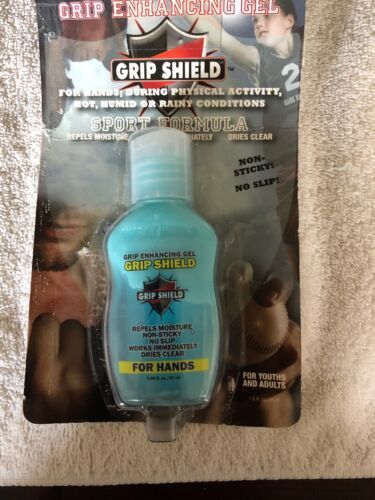 GRIP ENHANCING GEL
GRIP SHIELD™
FOR HANDS; DURING PHYSICAL ACTIVITY,
HOT, HUMID OR RAINY CONDITIONS
2
SPORT FORMULA
REPELS MOISTURE DRIES CLEAR
NON-
STICKY!
NO SLIP!
GRIP ENHANCING GEL
GRIP SHIELD
GRIP SHIELD
REPELS MOISTURE
NON-STICKY
NO SLIP
WORKS IMMEDIATELY
DRIES CLEAR
FOR HANDS
FOR YOUTHS
AND ADULTS